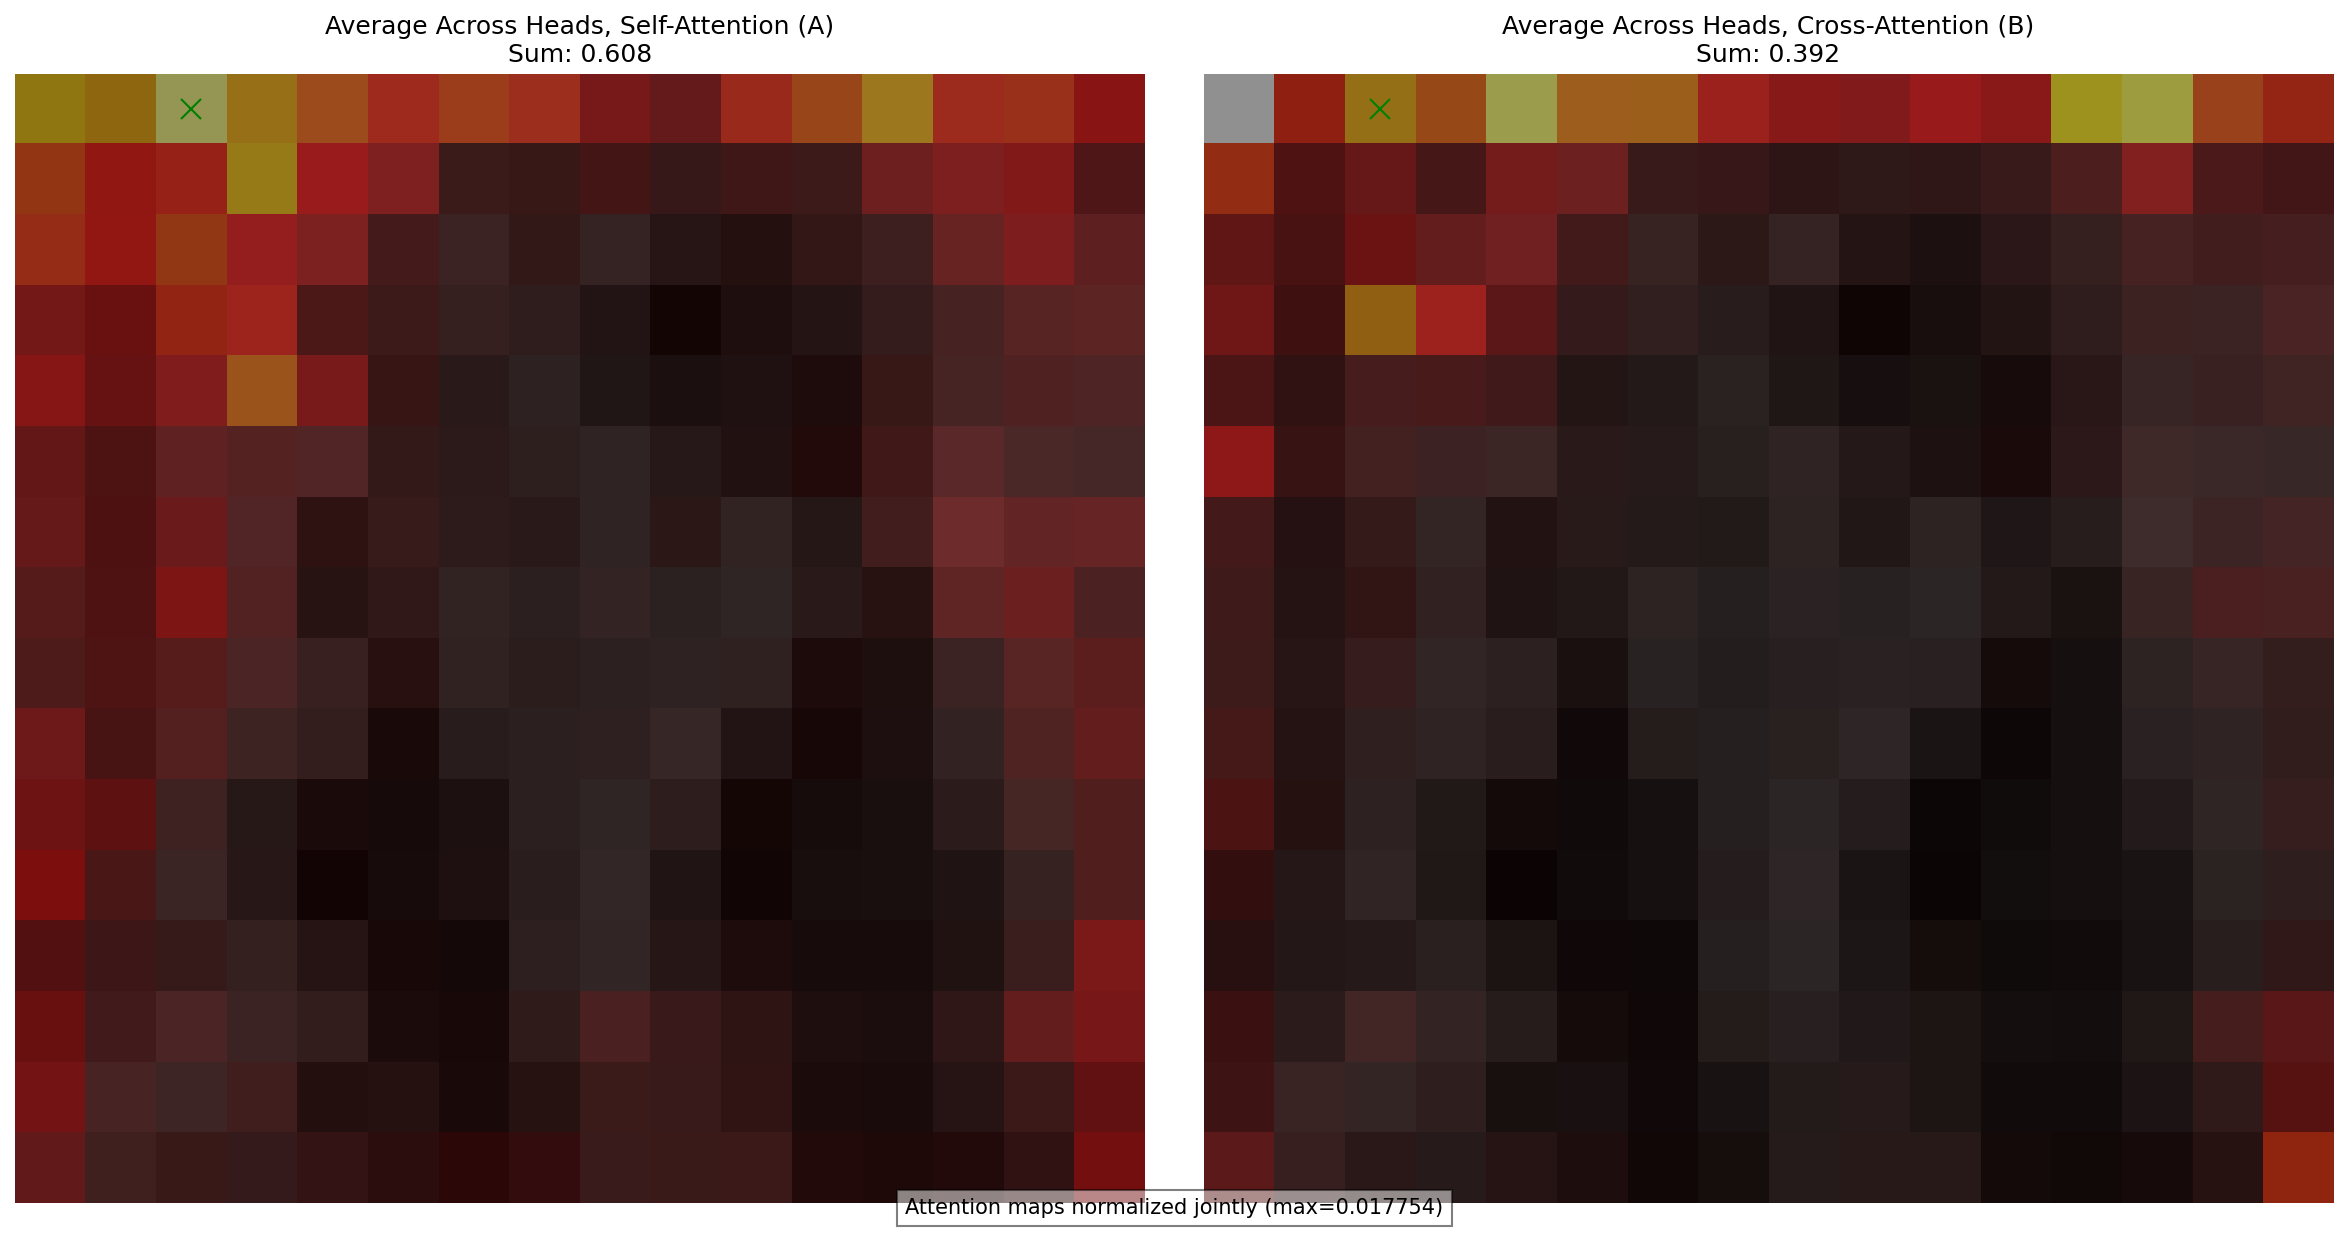 Average Across Heads, Self-Attention (A)
Sum: 0.608
Average Across Heads, Cross-Attention (B)
Sum: 0.392
Attention maps normalized jointly (max=0.017754)